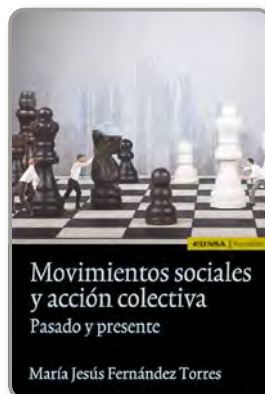 EUNSA
Movimientos sociales
y acción colectiva
Pasado y presente
María Jesús Fernández Torres